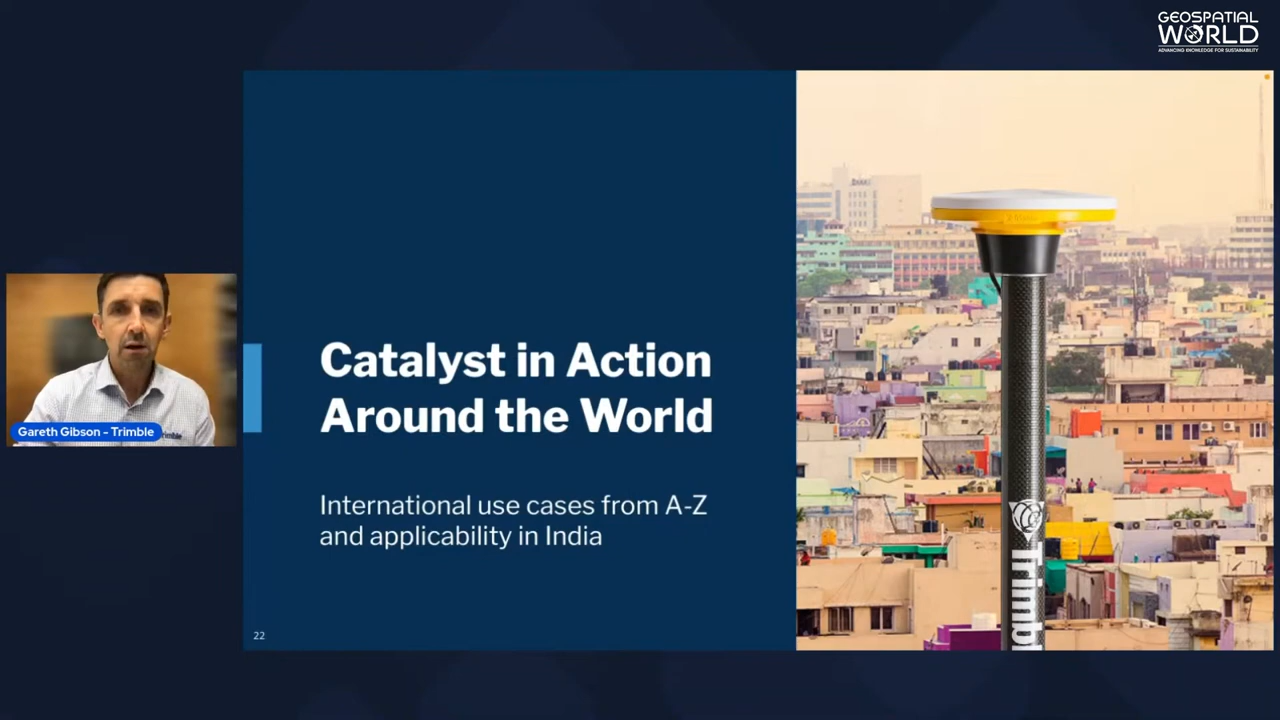 GEOSPATIAL
WORLD
ADVANCING KNOWLEDGE FOR SUSTAINABILITY
Catalyst in Action
Around the World
International use cases from A-Z
and applicability in India
22
Gareth Gibson - Trimble
Trimbl